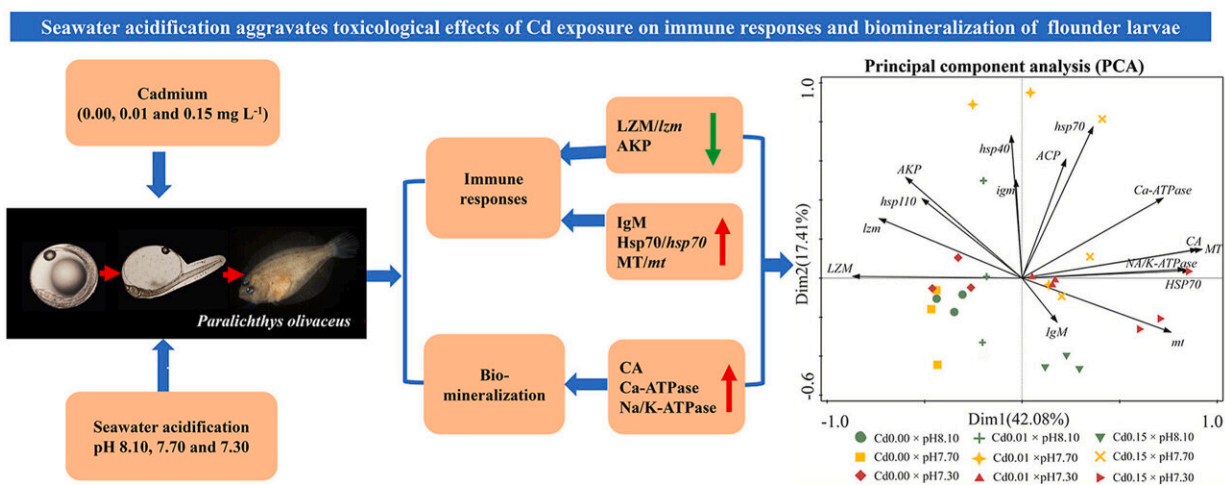 Seawater acidification aggravates toxicological effects of Cd exposure on immune responses and biomineralization of flounder larvae
Cadmium
(0.00, 0.01 and 0.15 mg L⁻¹)
Paralichthys olivaceus
Seawater acidification
pH 8.10, 7.70 and 7.30
Immune
responses
Bio-
mineralization
LZM/lzm
AKP
IgM
Hsp70/hsp70
MT/mt
CA
Ca-ATPase
Na/K-ATPase
Principal component analysis (PCA)
1.0
hsp70
hsp40
ACP
AKP
igm
Ca-ATPase
hsp110
lzm
CA
MT
NA/K-ATPase
LZM
HSP70
IgM
mt
Dim2(17.41%)
-0.6
-1.0
Dim1(42.08%)
1.0
Cd0.00 × pH8.10
Cd0.01 × pH8.10
Cd0.15 × pH8.10
Cd0.00 × pH7.70
Cd0.01 ×pH7.70
Cd0.15 × pH7.70
Cd0.00 × pH7.30
Cd0.01 ×pH7.30
Cd0.15 × pH7.30